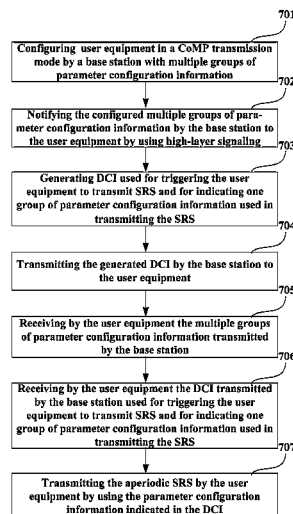 701
Configuring user equipment in a CoMP transmission
mode by a base station with multiple groups of
parameter configuration information
702
Notifying the configured multiple groups of para-
meter configuration information by the base station to
the user equipment by using high-layer signaling
703
Generating DCI used for triggering the user
equipment to transmit SRS and for indicating one
group of parameter configuration information used in
transmitting the SRS
704
Transmitting the generated DCI by the base station to
the user equipment
705
Receiving by the user equipment the multiple groups
of parameter configuration information transmitted
by the base station
706
Receiving by the user equipment the DCI transmitted
by the base station used for triggering the user
equipment to transmit SRS and for indicating one
group of parameter configuration information used in
transmitting the SRS
707
Transmitting the aperiodic SRS by the user
equipment by using the parameter configuration
information indicated in the DCI